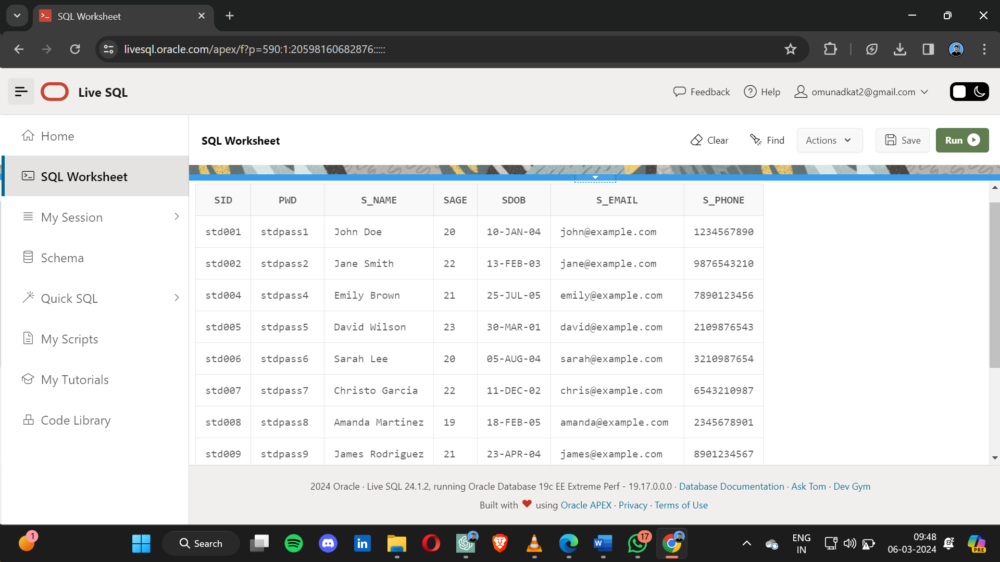 SQL Worksheet
livesql.oracle.com/apex/f?p=590:1:20598160682876:::::
Live SQL
Feedback
Help
omunadkat2@gmail.com
Home
SQL Worksheet
My Session
Schema
Quick SQL
My Scripts
My Tutorials
Code Library
SQL Worksheet
Clear
Find
Actions
Save
Run
SID PWD S_NAME SAGE SDOB S_EMAIL S_PHONE
std001 stdpass1 John Doe 20 10-JAN-04 john@example.com 1234567890
std002 stdpass2 Jane Smith 22 13-FEB-03 jane@example.com 9876543210
std004 stdpass4 Emily Brown 21 25-JUL-05 emily@example.com 7890123456
std005 stdpass5 David Wilson 23 30-MAR-01 david@example.com 2109876543
std006 stdpass6 Sarah Lee 20 05-AUG-04 sarah@example.com 3210987654
std007 stdpass7 Christo Garcia 22 11-DEC-02 chris@example.com 6543210987
std008 stdpass8 Amanda Martinez 19 18-FEB-05 amanda@example.com 2345678901
std009 stdpass9 James Rodriguez 21 23-APR-04 james@example.com 8901234567
2024 Oracle · Live SQL 24.1.2, running Oracle Database 19c EE Extreme Perf - 19.17.0.0.0 · Database Documentation · Ask Tom · Dev Gym
Built with ❤ using Oracle APEX · Privacy · Terms of Use
1
Search
in
W
17
ENG
IN
09:48
06-03-2024
PRE